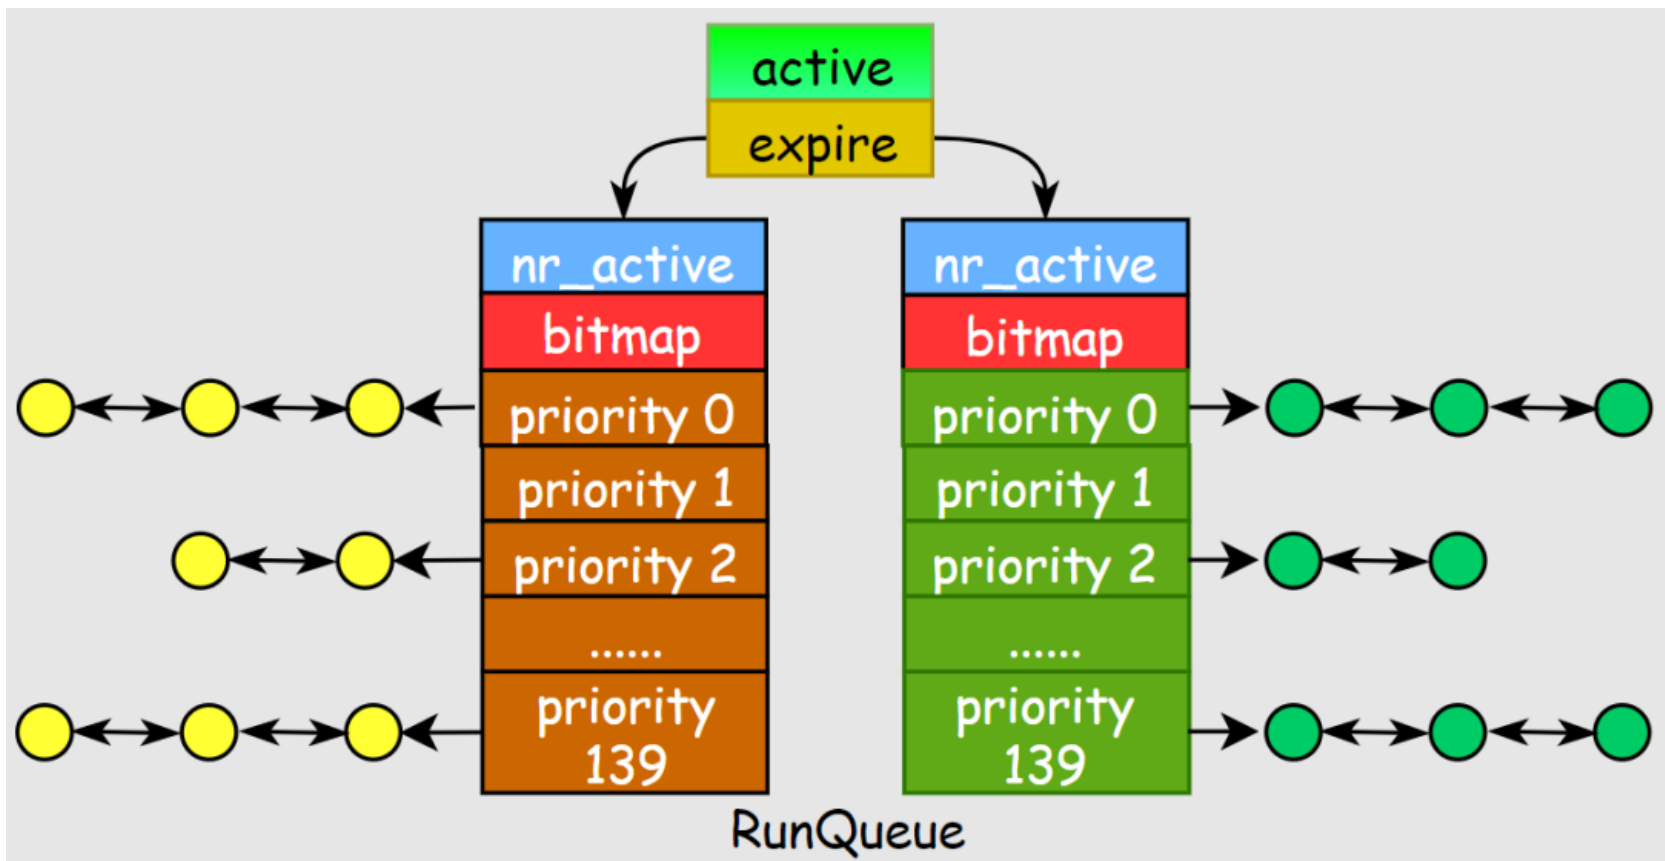 active
expire
nr_active
bitmap
priority 0
priority 1
priority 2
......
priority
139
nr_active
bitmap
priority 0
priority 1
priority 2
......
priority
139
RunQueue